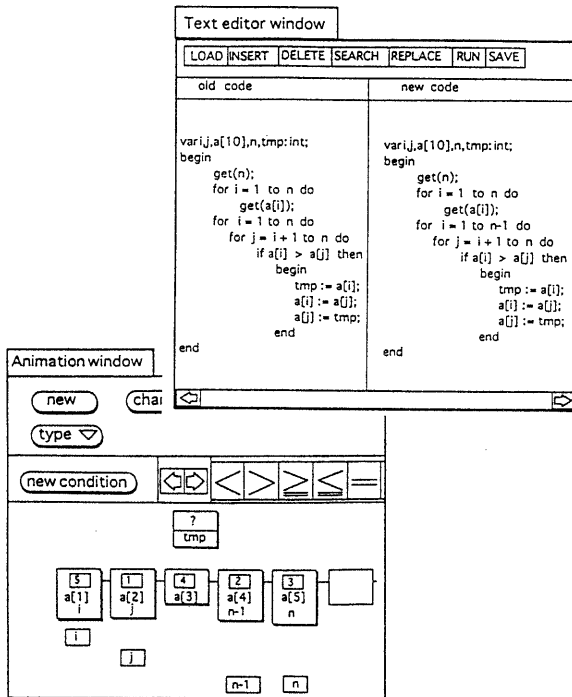 Text editor window
LOAD INSERT DELETE SEARCH REPLACE RUN SAVE
old code
vari,j,a[10],n,tmp:int;
begin
get(n);
for i = 1 to n do
get(a[i]);
for i = 1 to n do
for j = i + 1 to n do
if a[i] > a[j] then
begin
tmp := a[i];
a[i] := a[j];
a[j] := tmp;
end
end
new code
vari,j,a[10],n,tmp:int;
begin
get(n);
for i = 1 to n do
get(a[i]);
for i = 1 to n-1 do
for j = i + 1 to n do
if a[i] > a[j] then
begin
tmp := a[i];
a[i] := a[j];
a[j] := tmp;
end
end
Animation window
new
type
new condition
< > ≥ ≤ =
?
tmp
5 1 4 2 3
a[1] a[2] a[3] a[4] a[5]
i j n-1 n
i
j
n-1 n